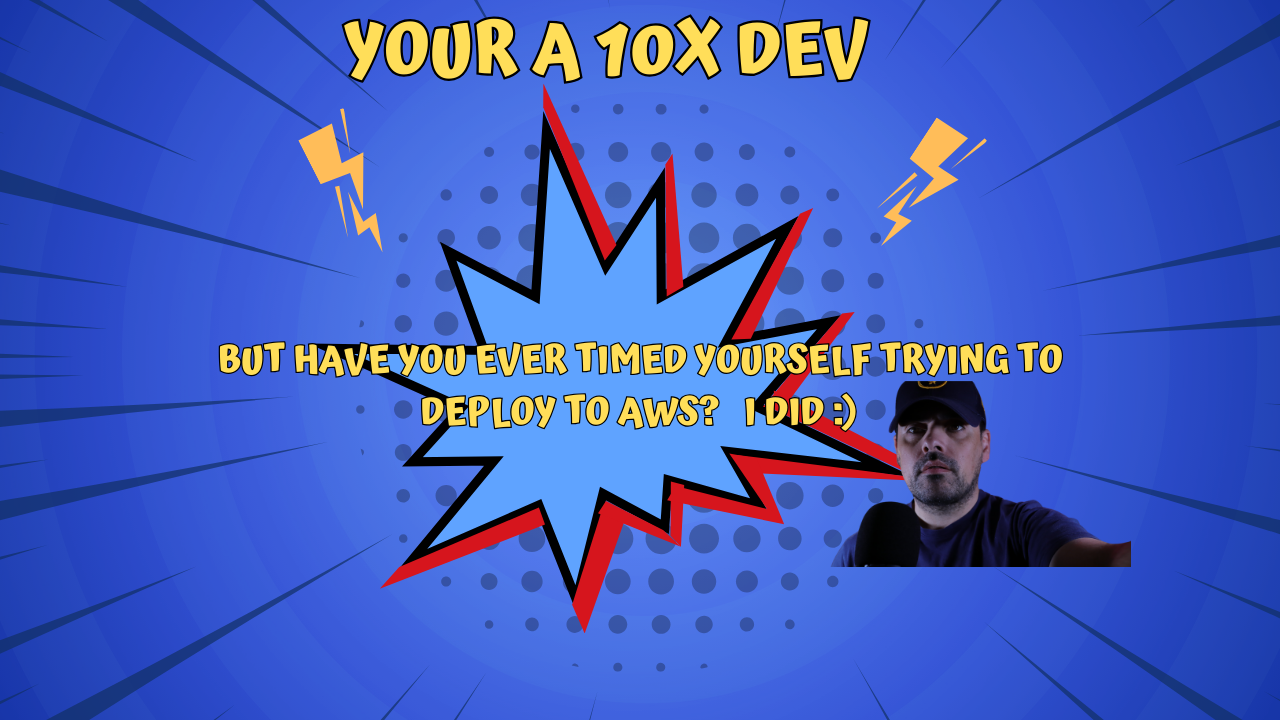 YOUR A 10X DEV
BUT HAVE YOU EVER TIMED YOURSELF TRYING TO
DEPLOY TO AWS? I DID :)